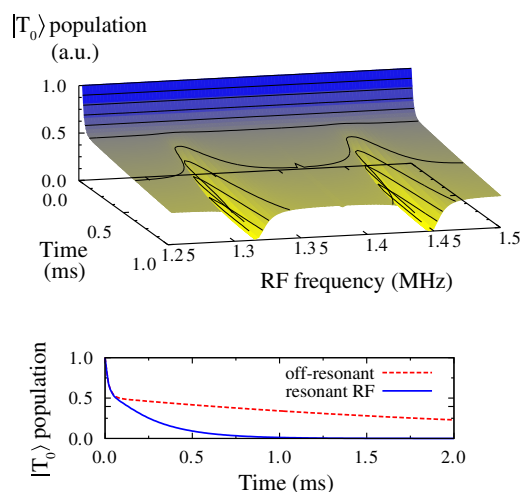 |T₀⟩ population
(a.u.)
1.0
0.5
0.0
0.0
0.5
1.0
Time
(ms)
1.25
1.3
1.35
1.4
1.45
1.5
RF frequency (MHz)
|T₀⟩ population
1.0
0.5
0.0
off-resonant
resonant RF
0.0 0.5 1.0 1.5 2.0
Time (ms)